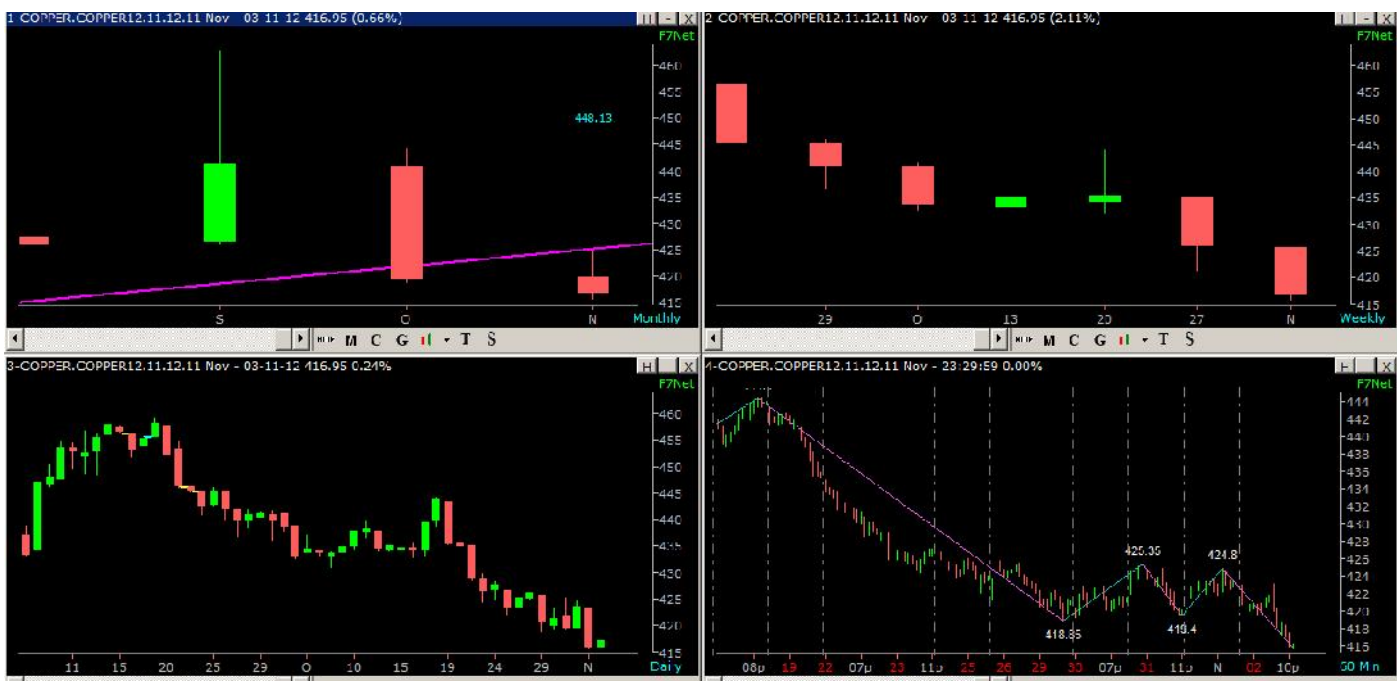 1 COPPER.COPPER12.11.12.11 Nov 03 11 12 416.95 (0.66%)
F7Net
460
455
450
448.13
445
440
435
430
425
420
415
S
O
N
Monthly
M C G T S
2 COPPER.COPPER12.11.12.11 Nov 03 11 12 416.95 (2.11%)
F7Net
460
455
450
445
440
435
430
425
420
415
29
O
13
20
27
N
Weekly
M C G T S
3-COPPER.COPPER12.11.12.11 Nov - 03-11-12 416.95 0.24%
F7Net
460
455
450
445
440
435
430
425
420
415
11
15
20
25
29
O
10
15
19
24
29
N
Daily
4-COPPER.COPPER12.11.12.11 Nov - 23:29:59 0.00%
F7Net
444
442
440
438
435
434
432
430
428
425
424
422
420
418
415
425.35
424.8
418.85
419.4
08p
19
22
07p
23
11p
25
26
29
30
07p
31
11p
N
02
10p
60 Min